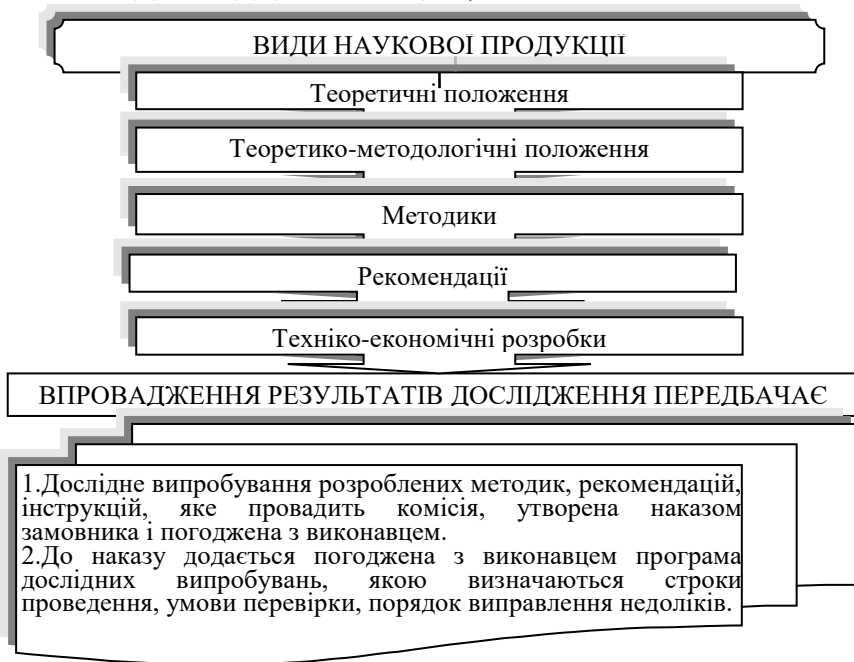 ВИДИ НАУКОВОЇ ПРОДУКЦІЇ
Теоретичні положення
Теоретико-методологічні положення
Методики
Рекомендації
Техніко-економічні розробки
ВПРОВАДЖЕННЯ РЕЗУЛЬТАТІВ ДОСЛІДЖЕННЯ ПЕРЕДБАЧАЄ
1.Дослідне випробування розроблених методик, рекомендацій,
інструкцій, яке провадить комісія, утворена наказом
замовника і погоджена з виконавцем.
2.До наказу додається погоджена з виконавцем програма
дослідних випробувань, якою визначаються строки
проведення, умови перевірки, порядок виправлення недоліків.